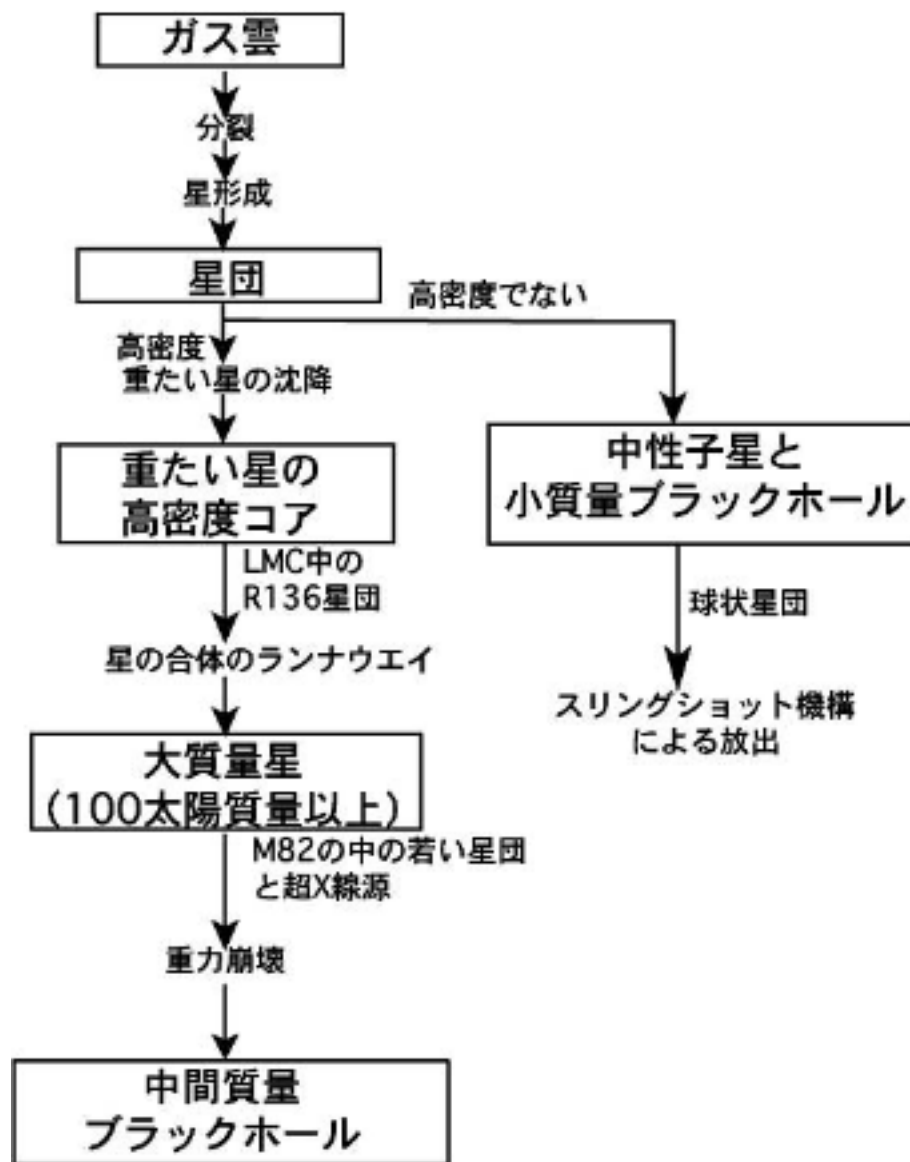 ガス雲
分裂
星形成
星団
高密度でない
高密度
重たい星の沈降
重たい星の
高密度コア
中性子星と
小質量ブラックホール
LMC中の
R136星団
球状星団
星の合体のランナウエイ
スリングショット機構
による放出
大質量星
(100太陽質量以上)
M82の中の若い星団
と超X線源
重力崩壊
中間質量
ブラックホール